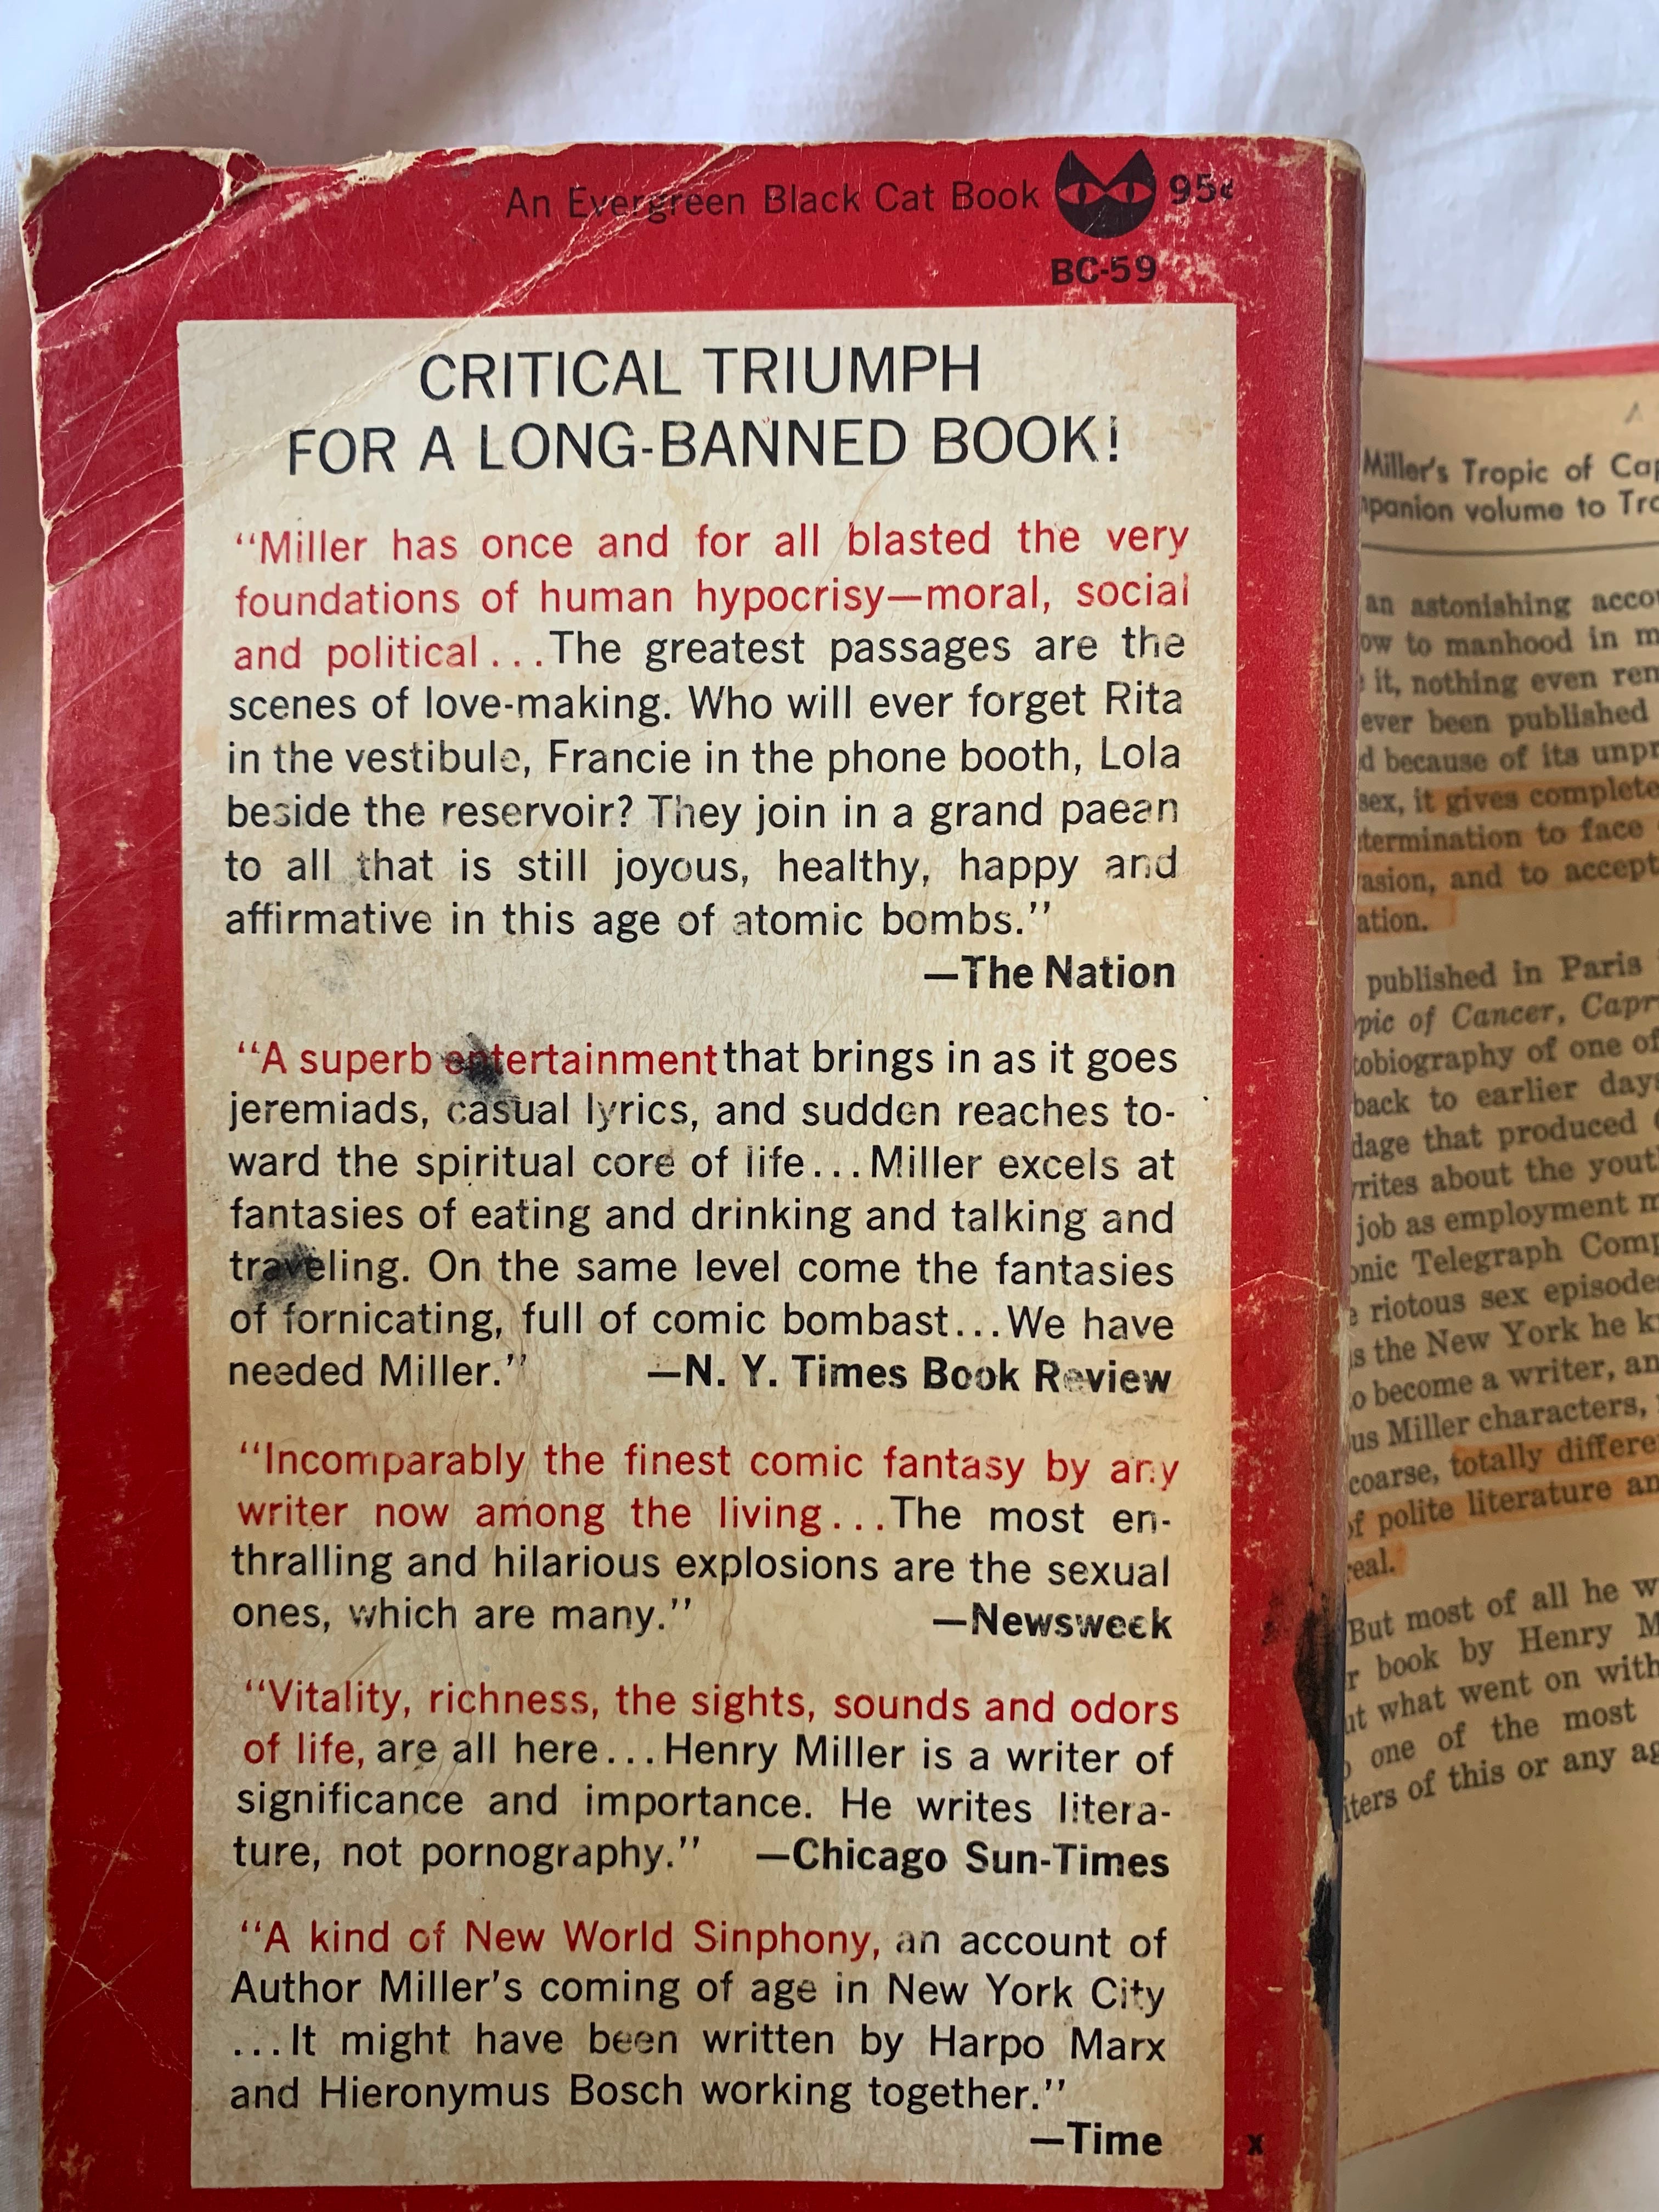 An Evergreen Black Cat Book 95¢
BC-59
CRITICAL TRIUMPH
FOR A LONG-BANNED BOOK!
“Miller has once and for all blasted the very
foundations of human hypocrisy—moral, social
and political...The greatest passages are the
scenes of love-making. Who will ever forget Rita
in the vestibule, Francie in the phone booth, Lola
beside the reservoir? They join in a grand paean
to all that is still joyous, healthy, happy and
affirmative in this age of atomic bombs.”
—The Nation
“A superb entertainment that brings in as it goes
jeremiads, casual lyrics, and sudden reaches to-
ward the spiritual core of life...Miller excels at
fantasies of eating and drinking and talking and
traveling. On the same level come the fantasies
of fornicating, full of comic bombast...We have
needed Miller.” —N. Y. Times Book Review
“Incomparably the finest comic fantasy by any
writer now among the living...The most en-
thralling and hilarious explosions are the sexual
ones, which are many.” —Newsweek
“Vitality, richness, the sights, sounds and odors
of life, are all here...Henry Miller is a writer of
significance and importance. He writes litera-
ture, not pornography.” —Chicago Sun-Times
“A kind of New World Sinphony, an account of
Author Miller’s coming of age in New York City
...It might have been written by Harpo Marx
and Hieronymus Bosch working together.”
—Time
x
Miller's Tropic of
volume to
an astonishing
to manhood in
it, nothing even
ever been published
because of its
sex, it gives complete
to face
and to accept
published in Paris
of Cancer,
of one of
back to earlier days
that produced
about the
job as employment
Telegraph
riotous sex
the New York he
become a writer,
Miller characters,
coarse, totally
polite literature
real.
But most of all he
book by Henry
what went on with
one of the most
of this or any